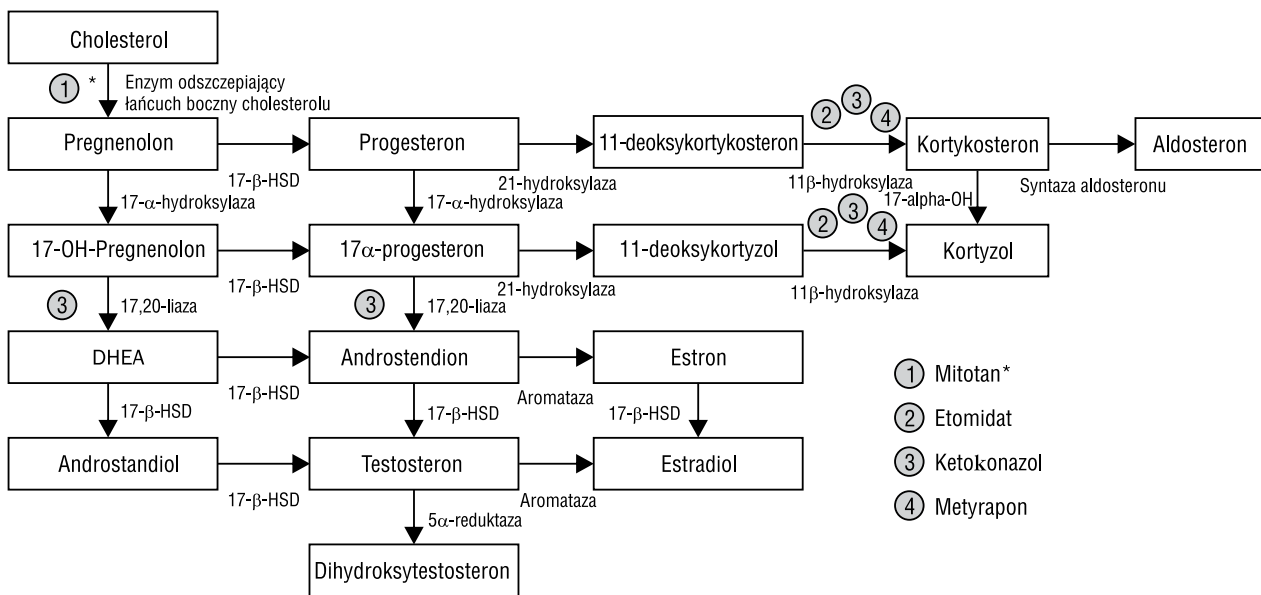 Cholesterol
1 *
Enzym odszczepiający
łańcuch boczny cholesterolu
2 3 4
Pregnenolon
Progesteron
11-deoksykortykosteron
Kortykosteron
Aldosteron
17-β-HSD
21-hydroksylaza
11β-hydroksylaza
Syntaza aldosteronu
17-α-hydroksylaza
17-α-hydroksylaza
17-alpha-OH
2 3 4
17-OH-Pregnenolon
17α-progesteron
11-deoksykortyzol
Kortyzol
17-β-HSD
21-hydroksylaza
11β-hydroksylaza
3
17,20-liaza
3
17,20-liaza
DHEA
Androstendion
Estron
17-β-HSD
Aromataza
17-β-HSD
17-β-HSD
17-β-HSD
Androstandiol
Testosteron
Estradiol
17-β-HSD
Aromataza
5α-reduktaza
Dihydroksytestosteron
1 Mitotan*
2 Etomidat
3 Ketokonazol
4 Metyrapon